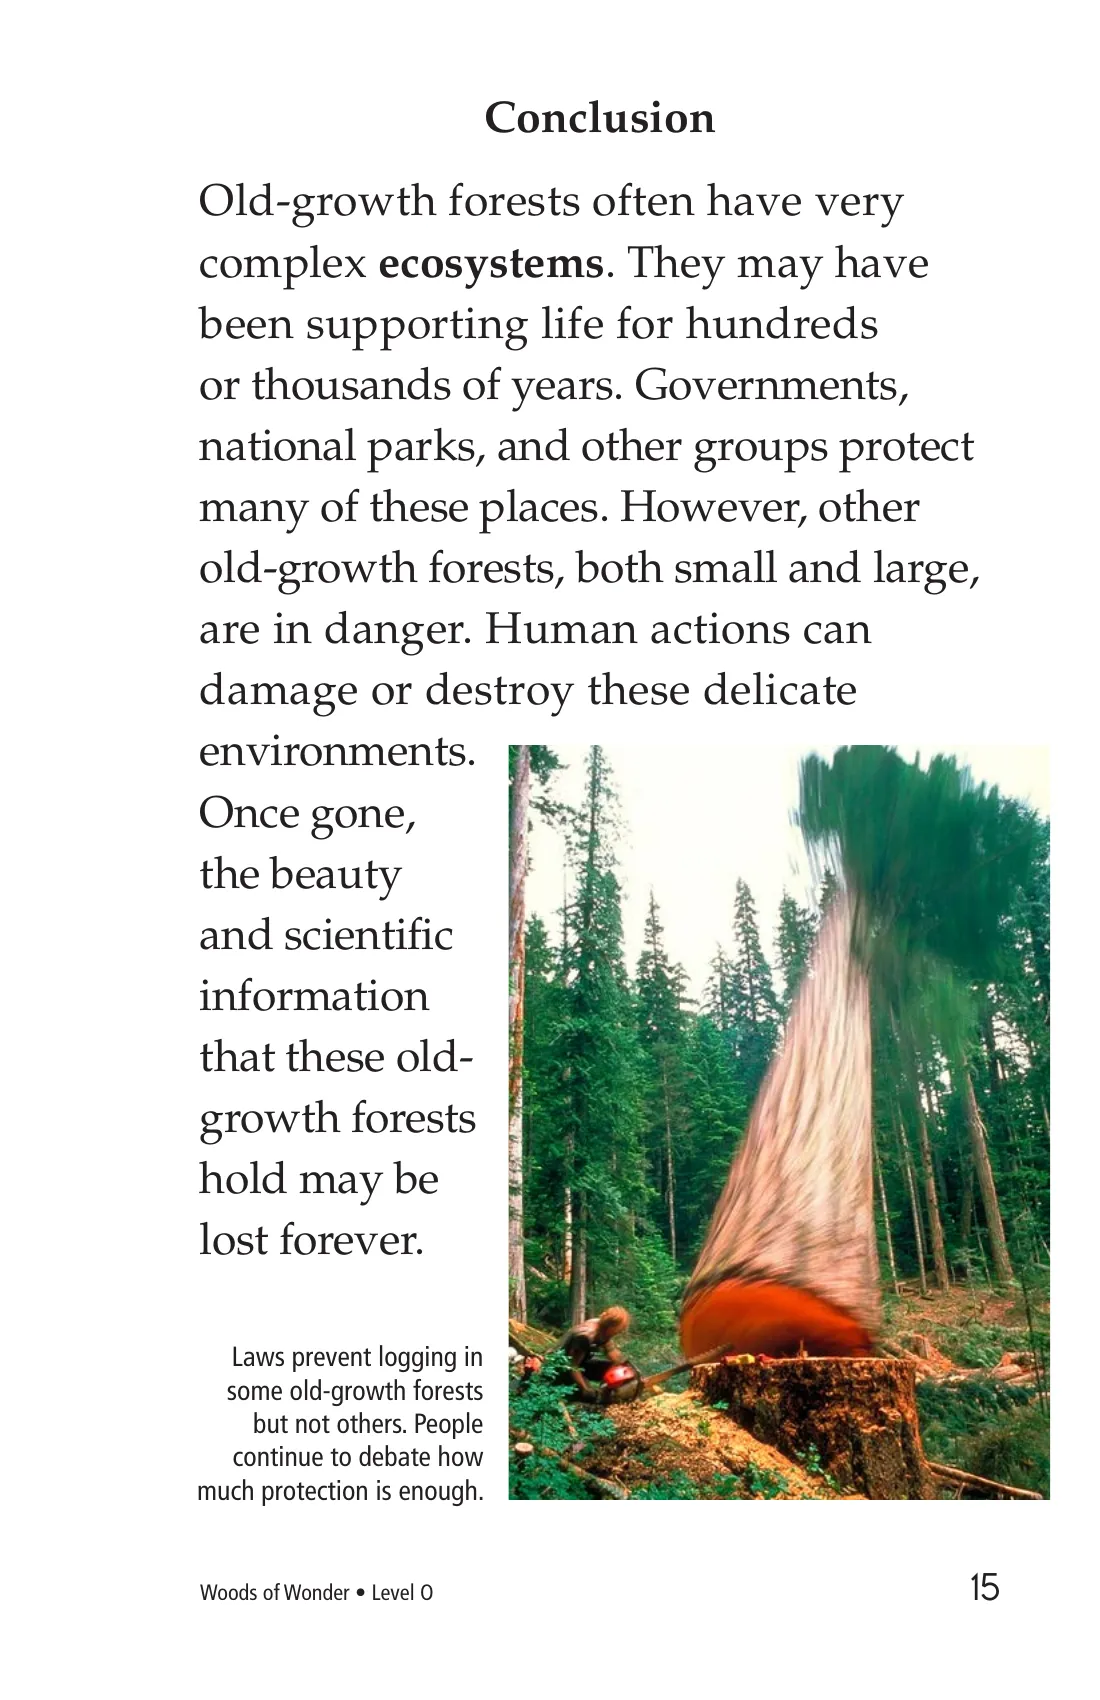 Conclusion
Old-growth forests often have very
complex ecosystems. They may have
been supporting life for hundreds
or thousands of years. Governments,
national parks, and other groups protect
many of these places. However, other
old-growth forests, both small and large,
are in danger. Human actions can
damage or destroy these delicate
environments.
Once gone,
the beauty
and scientific
information
that these old-
growth forests
hold may be
lost forever.
Laws prevent logging in
some old-growth forests
but not others. People
continue to debate how
much protection is enough.
Woods of Wonder • Level O
15